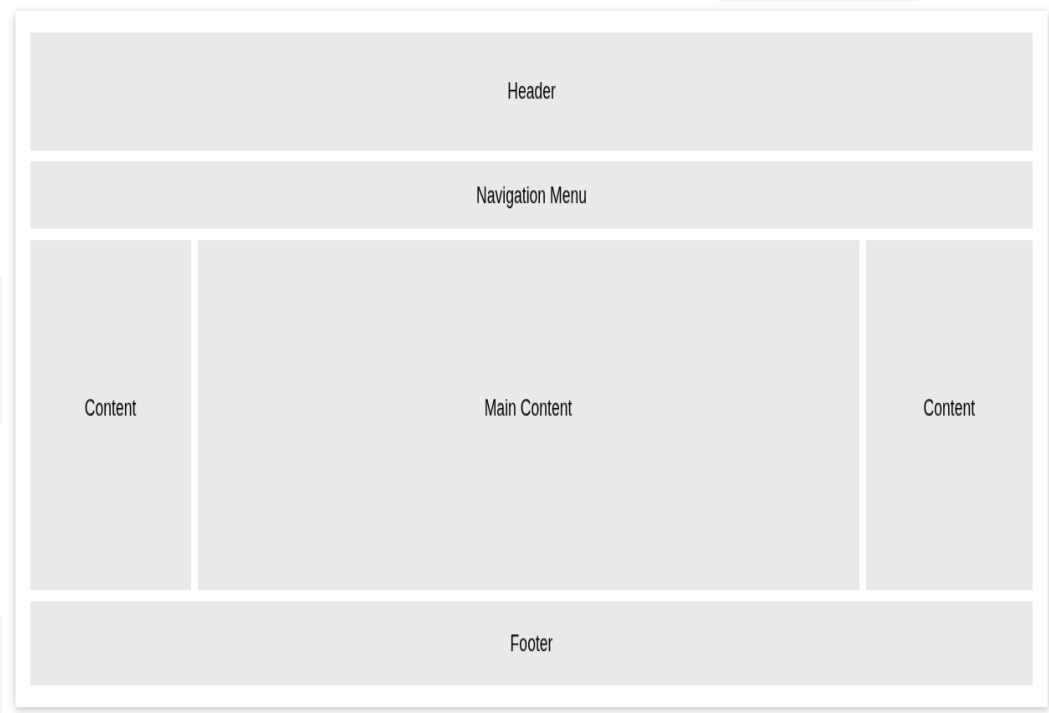 Header
Navigation Menu
Content
Main Content
Content
Footer